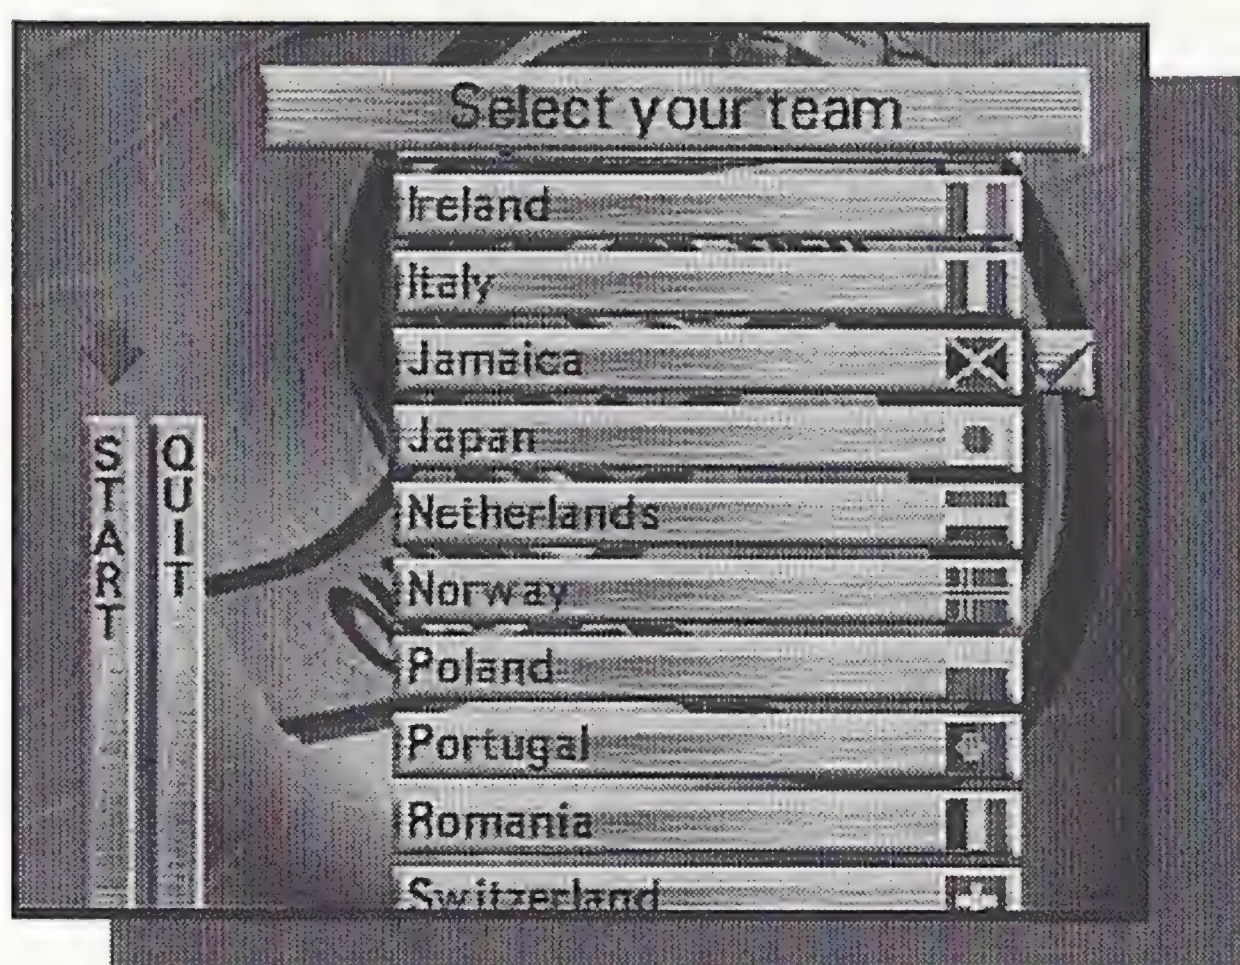 Select your team
Ireland
Italy
Jamaica
Japan
Netherlands
Norway
Poland
Portugal
Romania
Switzerland
START
QUIT